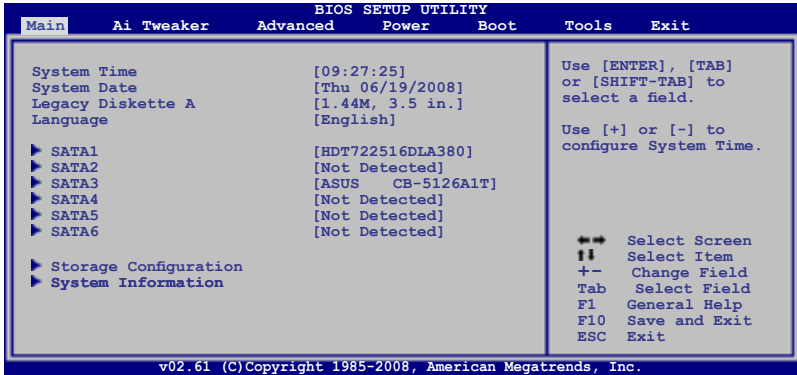 BIOS SETUP UTILITY
Main Ai Tweaker Advanced Power Boot Tools Exit
System Time [09:27:25]
System Date [Thu 06/19/2008]
Legacy Diskette A [1.44M, 3.5 in.]
Language [English]
SATA1 [HDT722516DLA380]
SATA2 [Not Detected]
SATA3 [ASUS CB-5126A1T]
SATA4 [Not Detected]
SATA5 [Not Detected]
SATA6 [Not Detected]
Storage Configuration
System Information
Use [ENTER], [TAB]
or [SHIFT-TAB] to
select a field.
Use [+] or [-] to
configure System Time.
Select Screen
Select Item
+- Change Field
Tab Select Field
F1 General Help
F10 Save and Exit
ESC Exit
v02.61 (C)Copyright 1985-2008, American Megatrends, Inc.